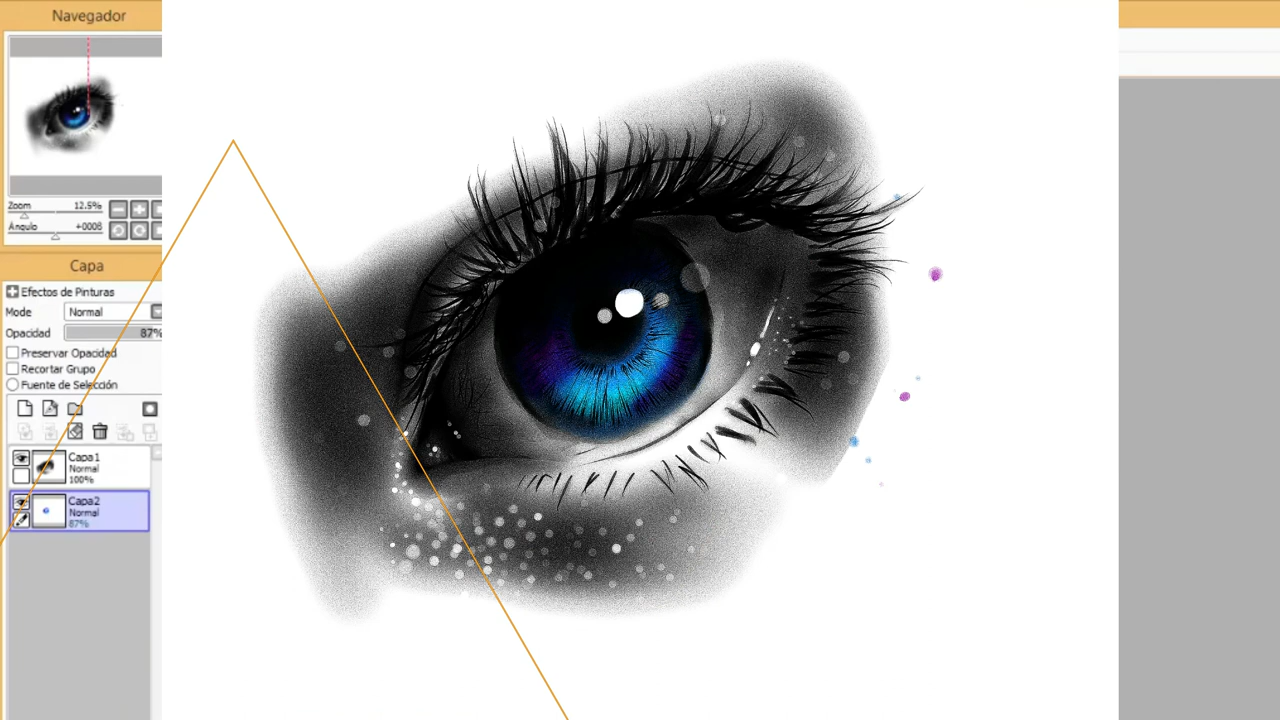 Navegador
Zoom 12.5%
Ángulo +0008
Capa
Efectos de Pinturas
Mode Normal
Opacidad 87%
Preservar Opacidad
Recortar Grupo
Fuente de Selección
Capa1
Normal
100%
Capa2
Normal
87%